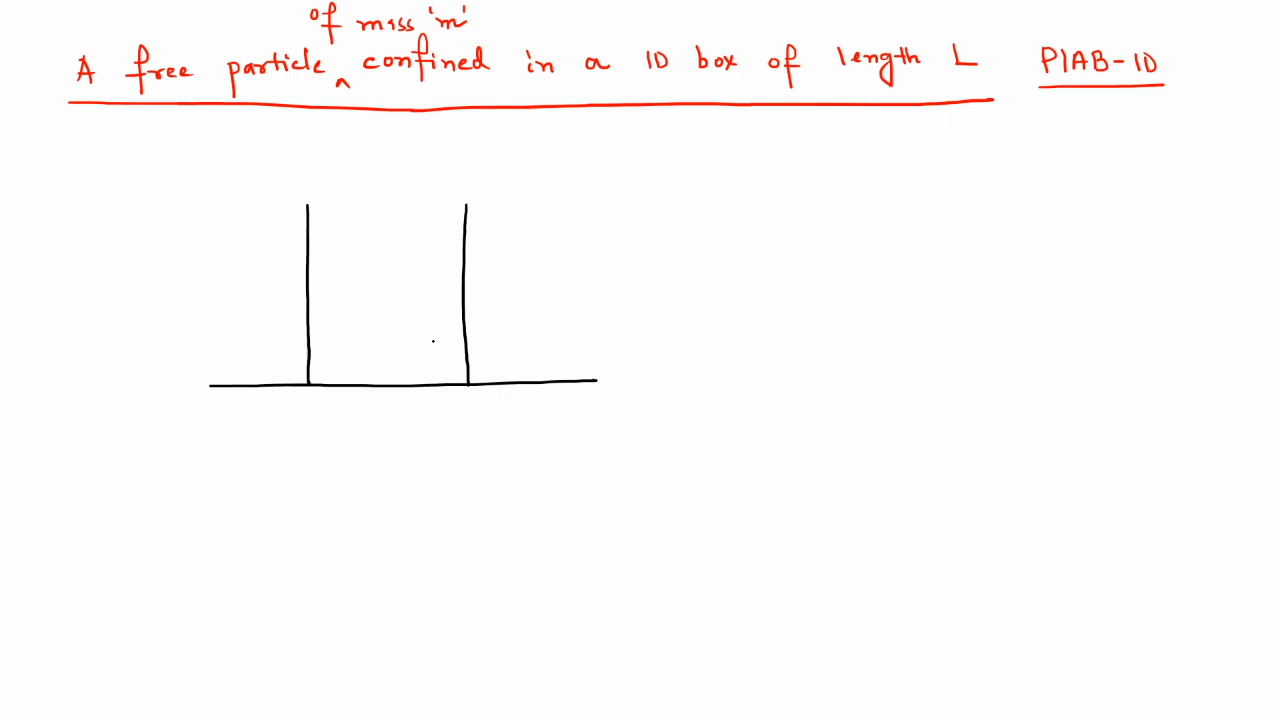 of mass 'm'
A free particle ^ confined in a 1D box of length L PIAB-1D